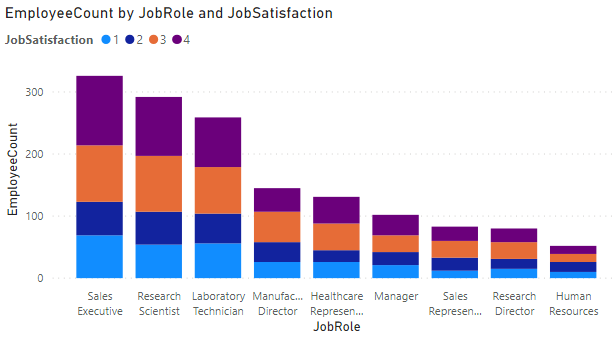 EmployeeCount by JobRole and JobSatisfaction
JobSatisfaction 1 2 3 4
EmployeeCount
300
200
100
0
Sales Executive
Research Scientist
Laboratory Technician
Manufac... Director
Healthcare Represen...
Manager
Sales Represen...
Research Director
Human Resources
JobRole